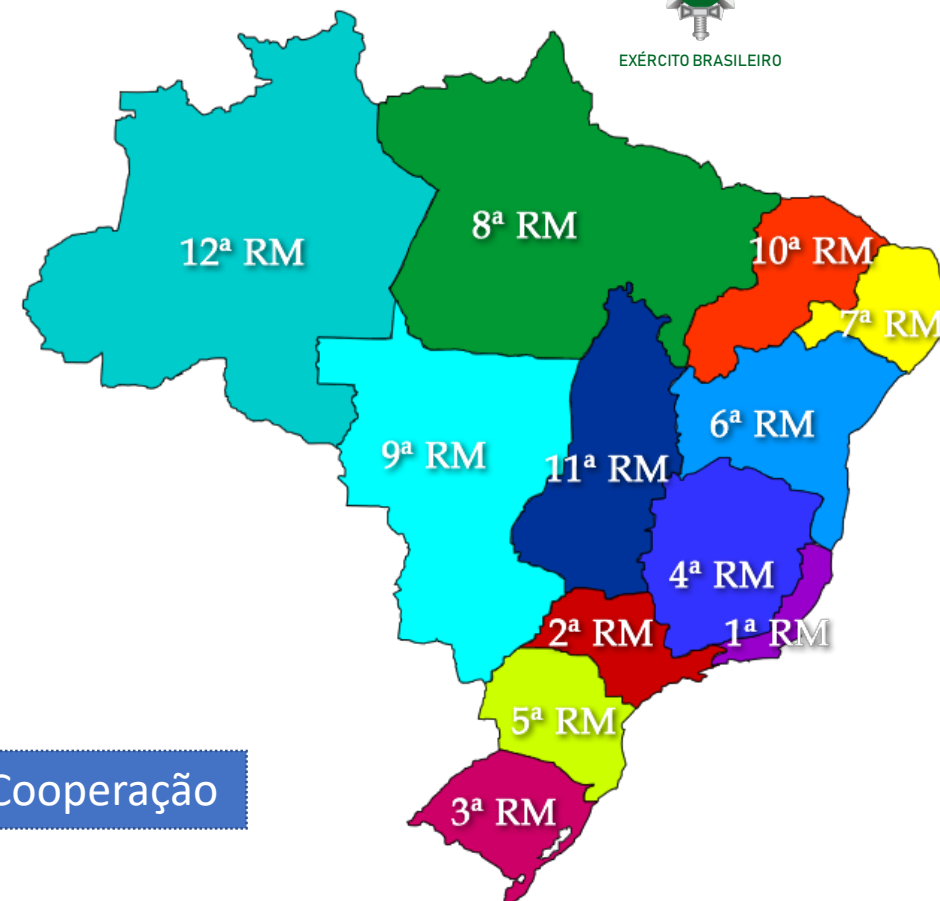 EXÉRCITO BRASILEIRO
8ª RM
12ª RM
10ª RM
7ª RM
6ª RM
9ª RM
11ª RM
4ª RM
2ª RM
1ª RM
5ª RM
Cooperação
3ª RM